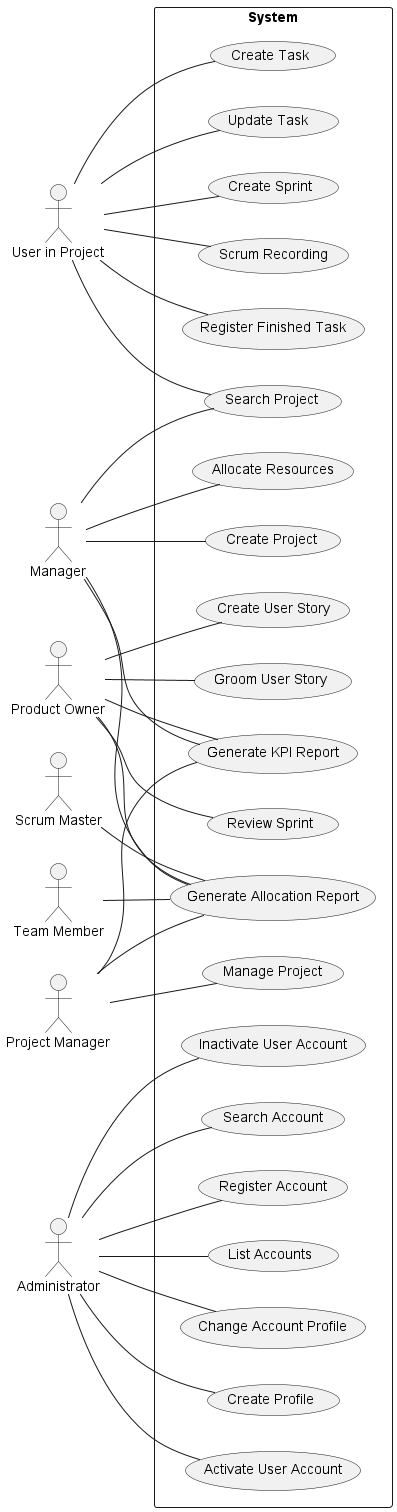 System
Create Task
Update Task
Create Sprint
User in Project
Scrum Recording
Register Finished Task
Search Project
Allocate Resources
Create Project
Manager
Create User Story
Groom User Story
Product Owner
Generate KPI Report
Scrum Master
Review Sprint
Generate Allocation Report
Team Member
Manage Project
Project Manager
Inactivate User Account
Search Account
Register Account
List Accounts
Administrator
Change Account Profile
Create Profile
Activate User Account